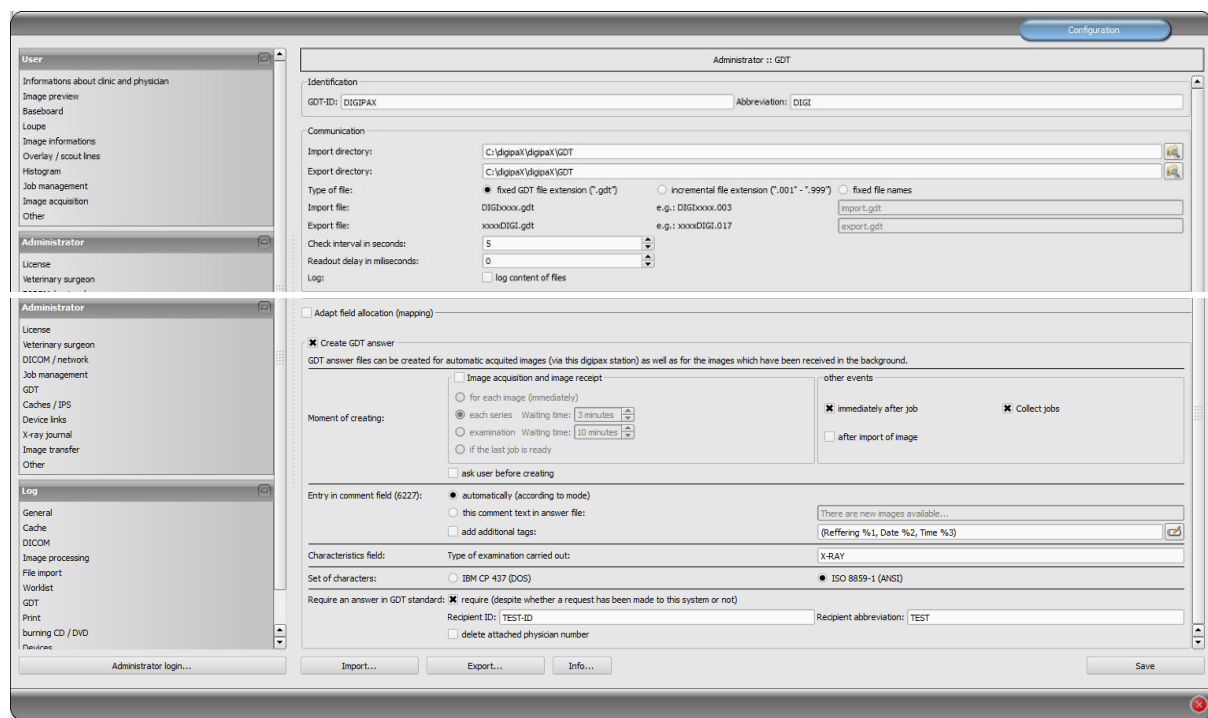 Configuration
User
Informations about clinic and physician
Image preview
Baseboard
Loupe
Image informations
Overlay / scout lines
Histogram
Job management
Image acquisition
Other
Administrator
License
Veterinary surgeon
Administrator :: GDT
Identification
GDT-ID: DIGIPAX Abbreviation: DIGI
Communication
Import directory: C:\digipaX\digipaX\GDT
Export directory: C:\digipaX\digipaX\GDT
Type of file: fixed GDT file extension (".gdt") incremental file extension (".001" - ".999") fixed file names
Import file: DIGIxxxx.gdt e.g.: DIGIxxxx.003 import.gdt
Export file: xxxxDIGI.gdt e.g.: xxxxDIGI.017 export.gdt
Check interval in seconds: 5
Readout delay in miliseconds: 0
Log: log content of files
Administrator
License
Veterinary surgeon
DICOM / network
Job management
GDT
Caches / IPS
Device links
X-ray journal
Image transfer
Other
Log
General
Cache
DICOM
Image processing
File import
Worklist
GDT
Print
burning CD / DVD
Devices
Administrator login...
Adapt field allocation (mapping)
Create GDT answer
GDT answer files can be created for automatic acquited images (via this digipax station) as well as for the images which have been received in the background.
Moment of creating:
Image acquisition and image receipt
for each image (immediately)
each series Waiting time: 3 minutes
examination Waiting time: 10 minutes
if the last job is ready
other events
immediately after job Collect jobs
after import of image
ask user before creating
Entry in comment field (6227): automatically (according to mode)
this comment text in answer file: There are new images available...
add additional tags: (Reffering %1, Date %2, Time %3)
Characteristics field: Type of examination carried out: X-RAY
Set of characters: IBM CP 437 (DOS) ISO 8859-1 (ANSI)
Require an answer in GDT standard: require (despite whether a request has been made to this system or not)
Recipient ID: TEST-ID Recipient abbreviation: TEST
delete attached physician number
Import... Export... Info... Save